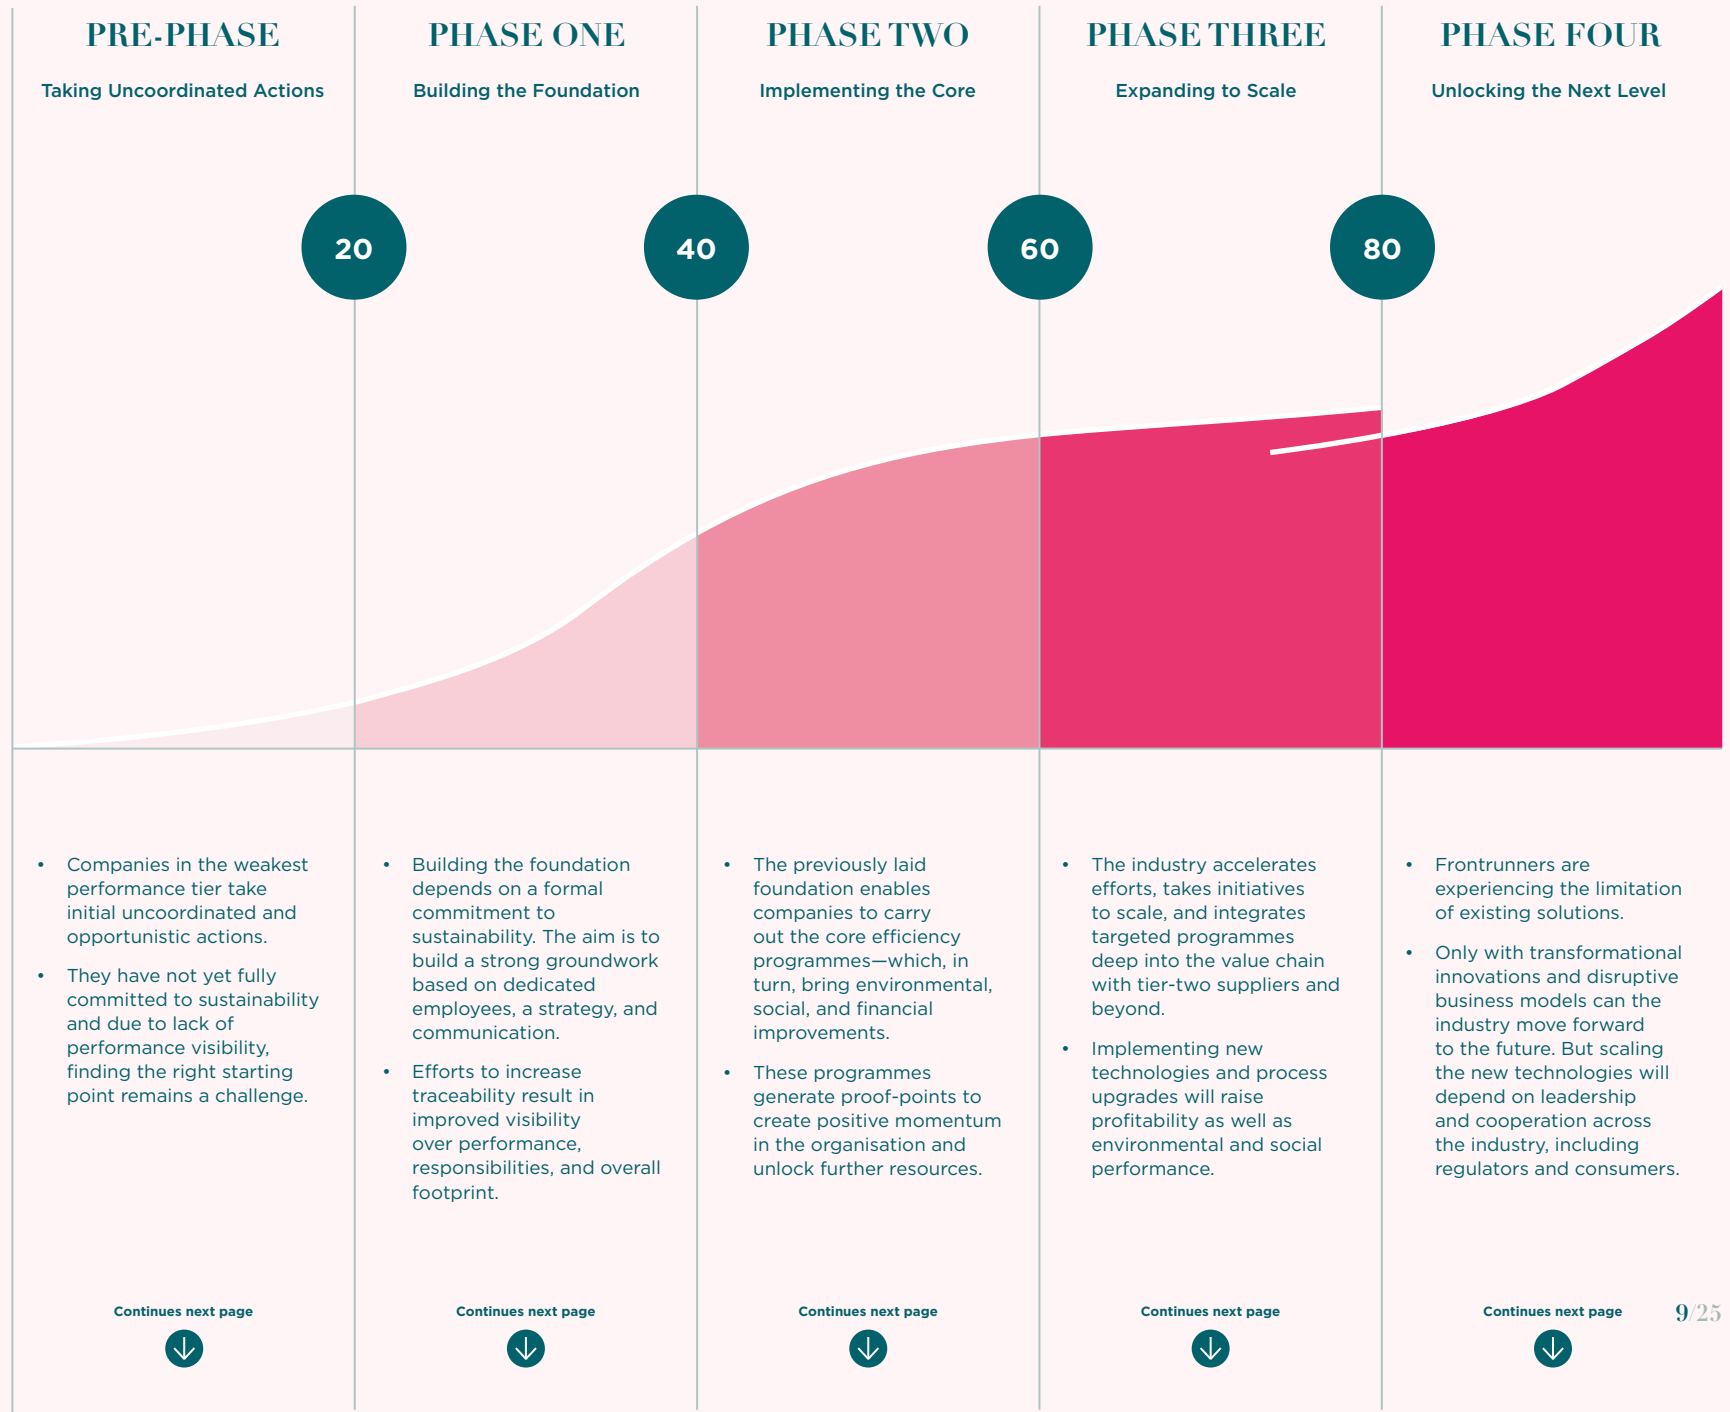 PRE-PHASE
Taking Uncoordinated Actions
PHASE ONE
Building the Foundation
PHASE TWO
Implementing the Core
PHASE THREE
Expanding to Scale
PHASE FOUR
Unlocking the Next Level
20
40
60
80
• Companies in the weakest
performance tier take
initial uncoordinated and
opportunistic actions.
• They have not yet fully
committed to sustainability
and due to lack of
performance visibility,
finding the right starting
point remains a challenge.
Continues next page
• Building the foundation
depends on a formal
commitment to
sustainability. The aim is to
build a strong groundwork
based on dedicated
employees, a strategy, and
communication.
• Efforts to increase
traceability result in
improved visibility
over performance,
responsibilities, and overall
footprint.
Continues next page
• The previously laid
foundation enables
companies to carry
out the core efficiency
programmes—which, in
turn, bring environmental,
social, and financial
improvements.
• These programmes
generate proof-points to
create positive momentum
in the organisation and
unlock further resources.
Continues next page
• The industry accelerates
efforts, takes initiatives
to scale, and integrates
targeted programmes
deep into the value chain
with tier-two suppliers and
beyond.
• Implementing new
technologies and process
upgrades will raise
profitability as well as
environmental and social
performance.
Continues next page
• Frontrunners are
experiencing the limitation
of existing solutions.
• Only with transformational
innovations and disruptive
business models can the
industry move forward
to the future. But scaling
the new technologies will
depend on leadership
and cooperation across
the industry, including
regulators and consumers.
Continues next page
9/25